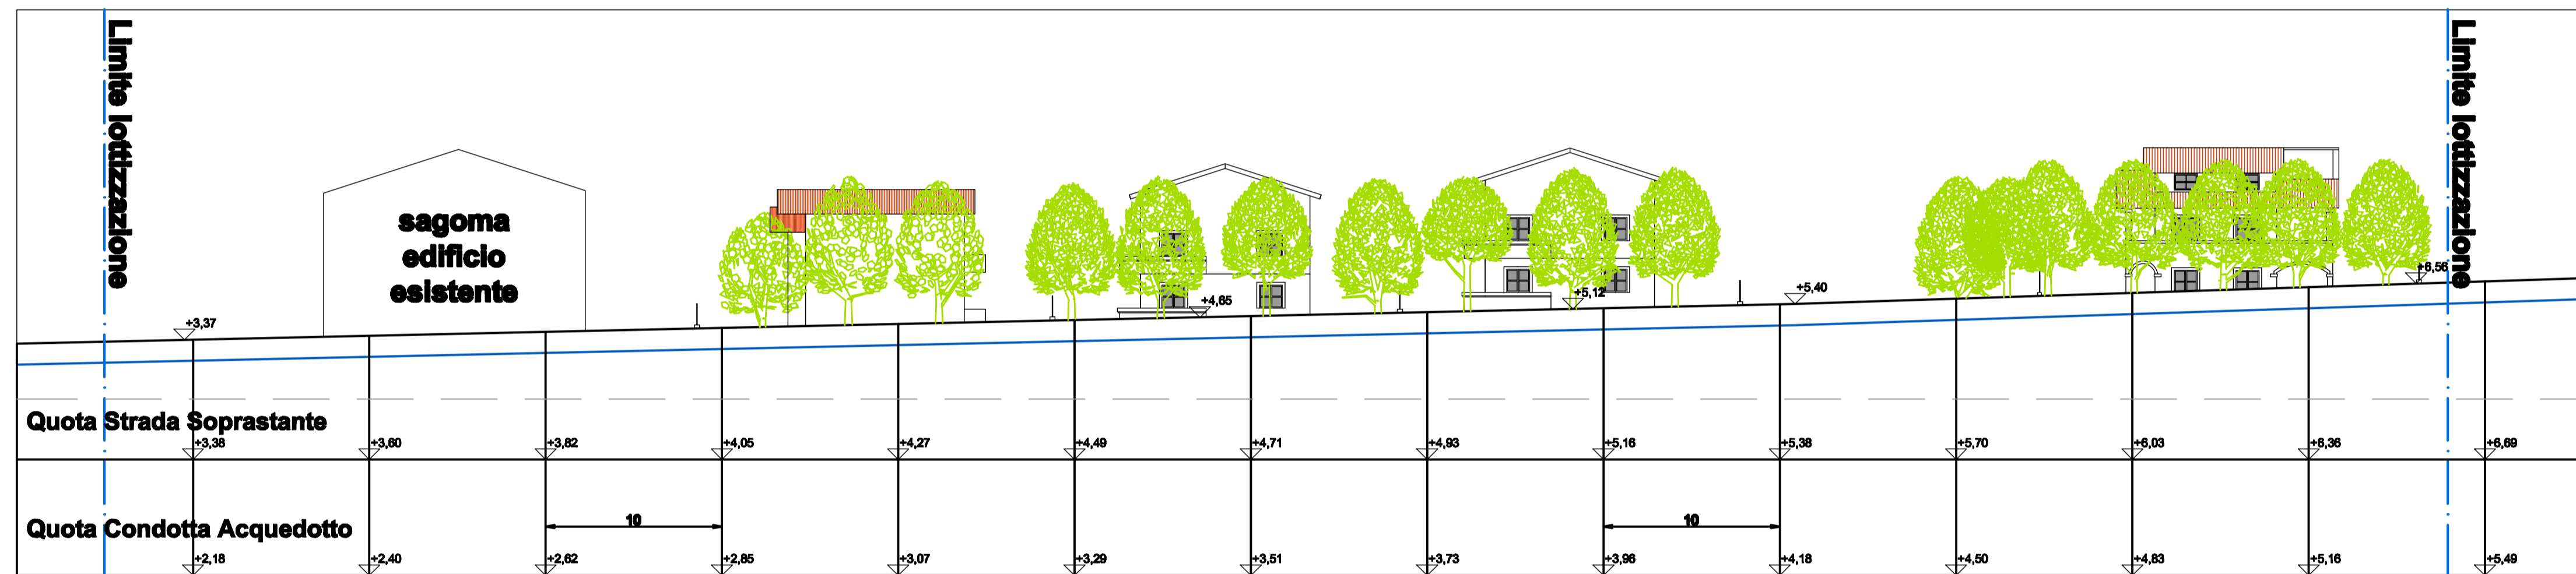 Limite lottizzazione
Limite lottizzazione
sagoma
edificio
esistente
+3,37
+4,65
+5,12
+5,40
+6,56
Quota Strada Soprastante
+3,38 +3,60 +3,82 +4,05 +4,27 +4,49 +4,71 +4,93 +5,16 +5,38 +5,70 +6,03 +6,36 +6,69
Quota Condotta Acquedotto
10 10
+2,18 +2,40 +2,62 +2,85 +3,07 +3,29 +3,51 +3,73 +3,96 +4,18 +4,50 +4,83 +5,16 +5,49